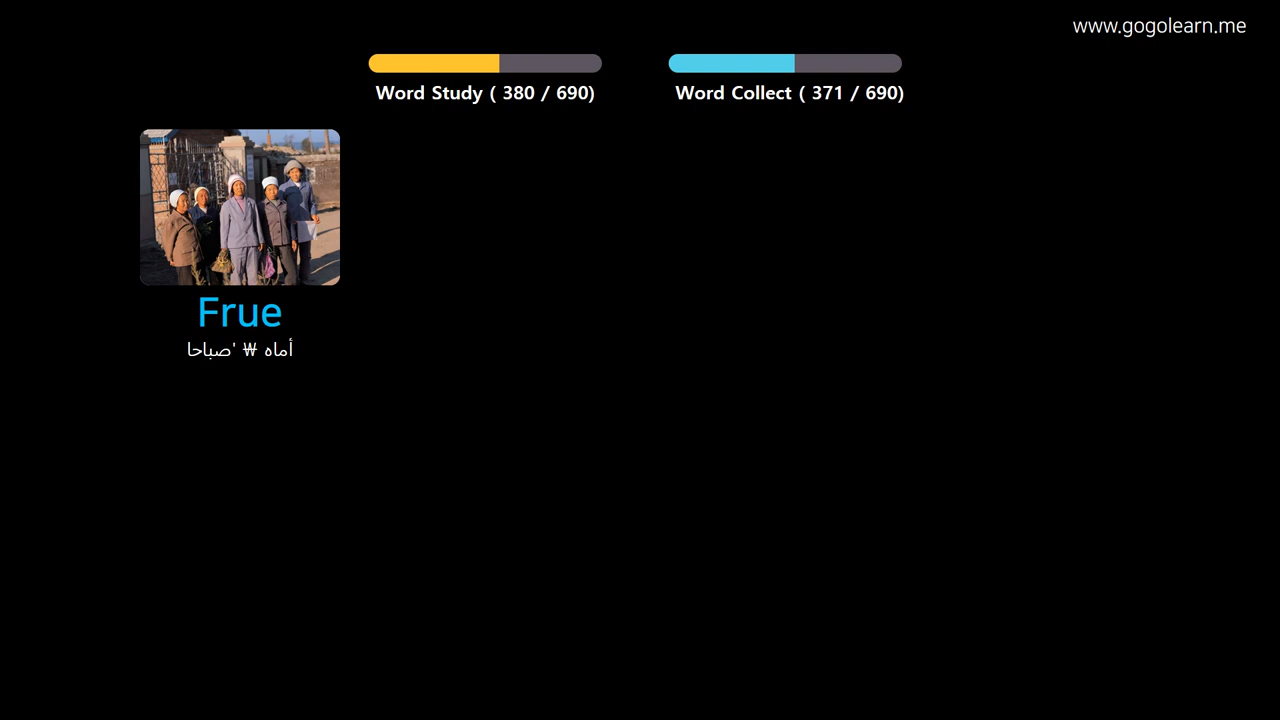 www.gogolearn.me
Word Study ( 380 / 690)
Word Collect ( 371 / 690)
Frue
أماه ₩ 'صباحا